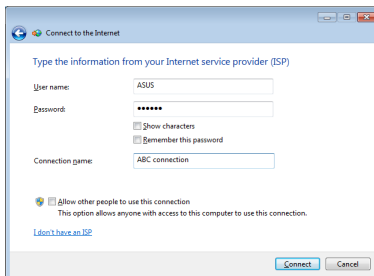 Connect to the Internet
Type the information from your Internet service provider (ISP)
User name: ASUS
Password: ••••••
Show characters
Remember this password
Connection name: ABC connection
Allow other people to use this connection
This option allows anyone with access to this computer to use this connection.
I don't have an ISP
Connect Cancel